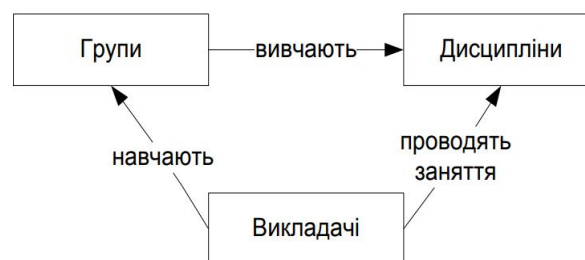 Групи
вивчають
Дисципліни
навчають
проводять
заняття
Викладачі